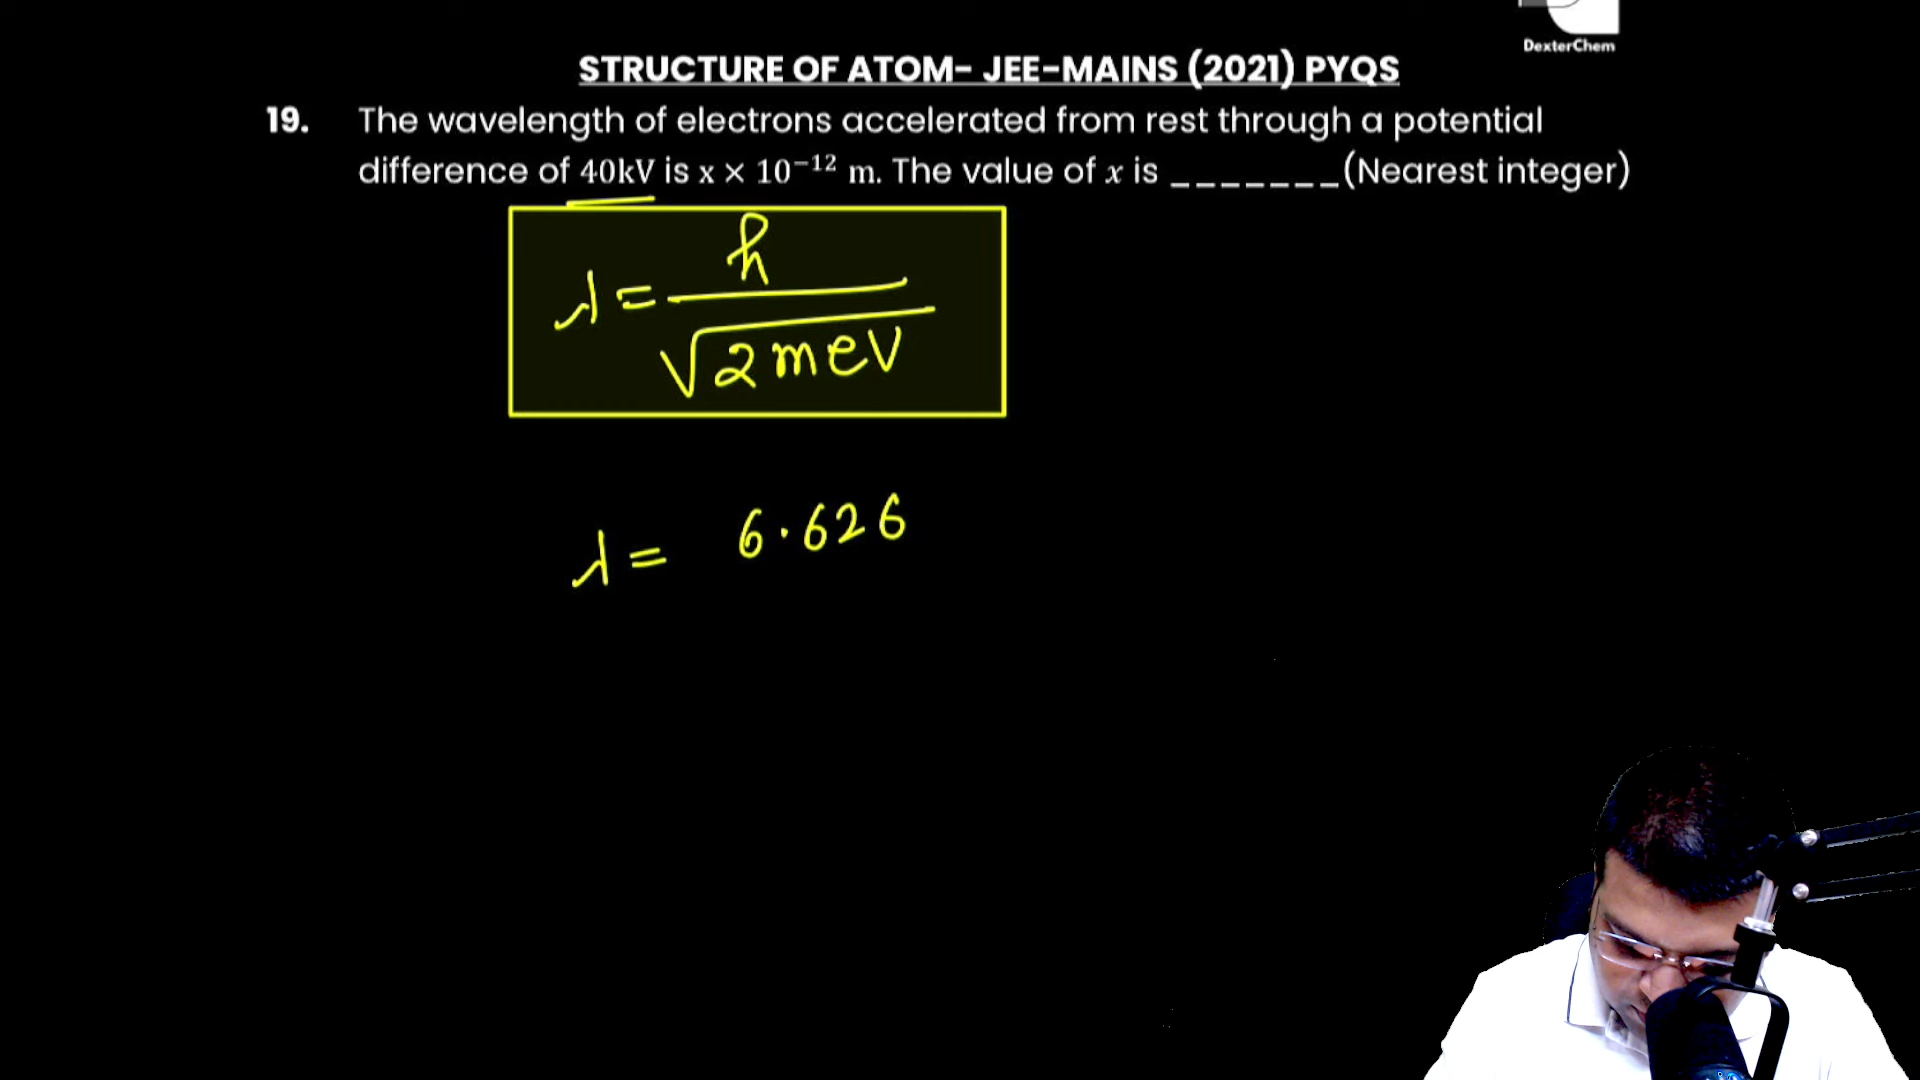 DexterChem
STRUCTURE OF ATOM- JEE-MAINS (2021) PYQS
19. The wavelength of electrons accelerated from rest through a potential
difference of 40kV is x × 10⁻¹² m. The value of x is _______(Nearest integer)
λ = h / √2meV
λ = 6.626